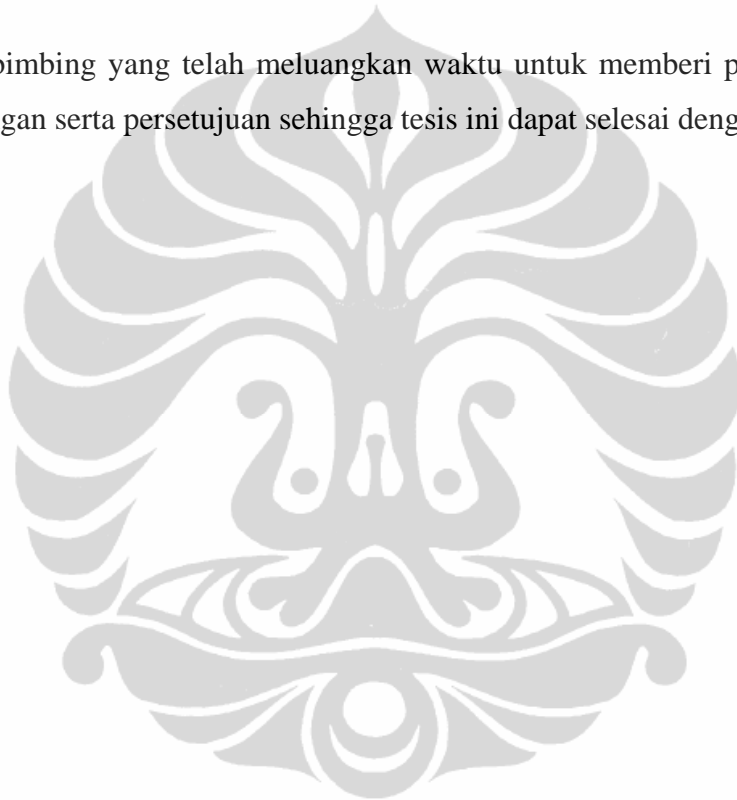 bimbing yang telah meluangkan waktu untuk memberi p
gan serta persetujuan sehingga tesis ini dapat selesai deng